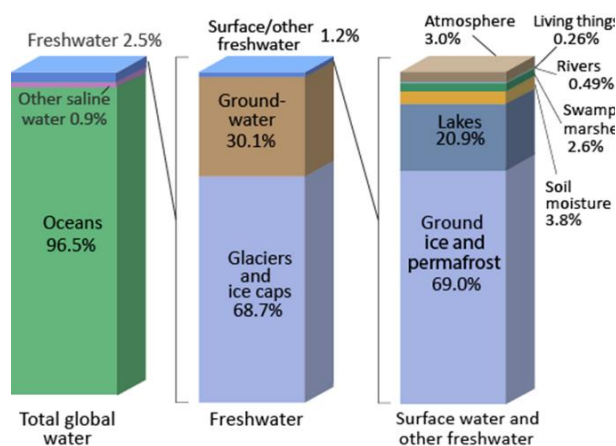 Freshwater 2.5%
Other saline
water 0.9%
Oceans
96.5%
Total global
water
Surface/other
freshwater
1.2%
Ground-
water
30.1%
Glaciers and
ice caps
68.7%
Freshwater
Atmosphere
3.0%
Living things
0.26%
Rivers
0.49%
Swamp
marshe
2.6%
Soil
moisture
3.8%
Lakes
20.9%
Ground
ice and
permafrost
69.0%
Surface water and
other freshwater